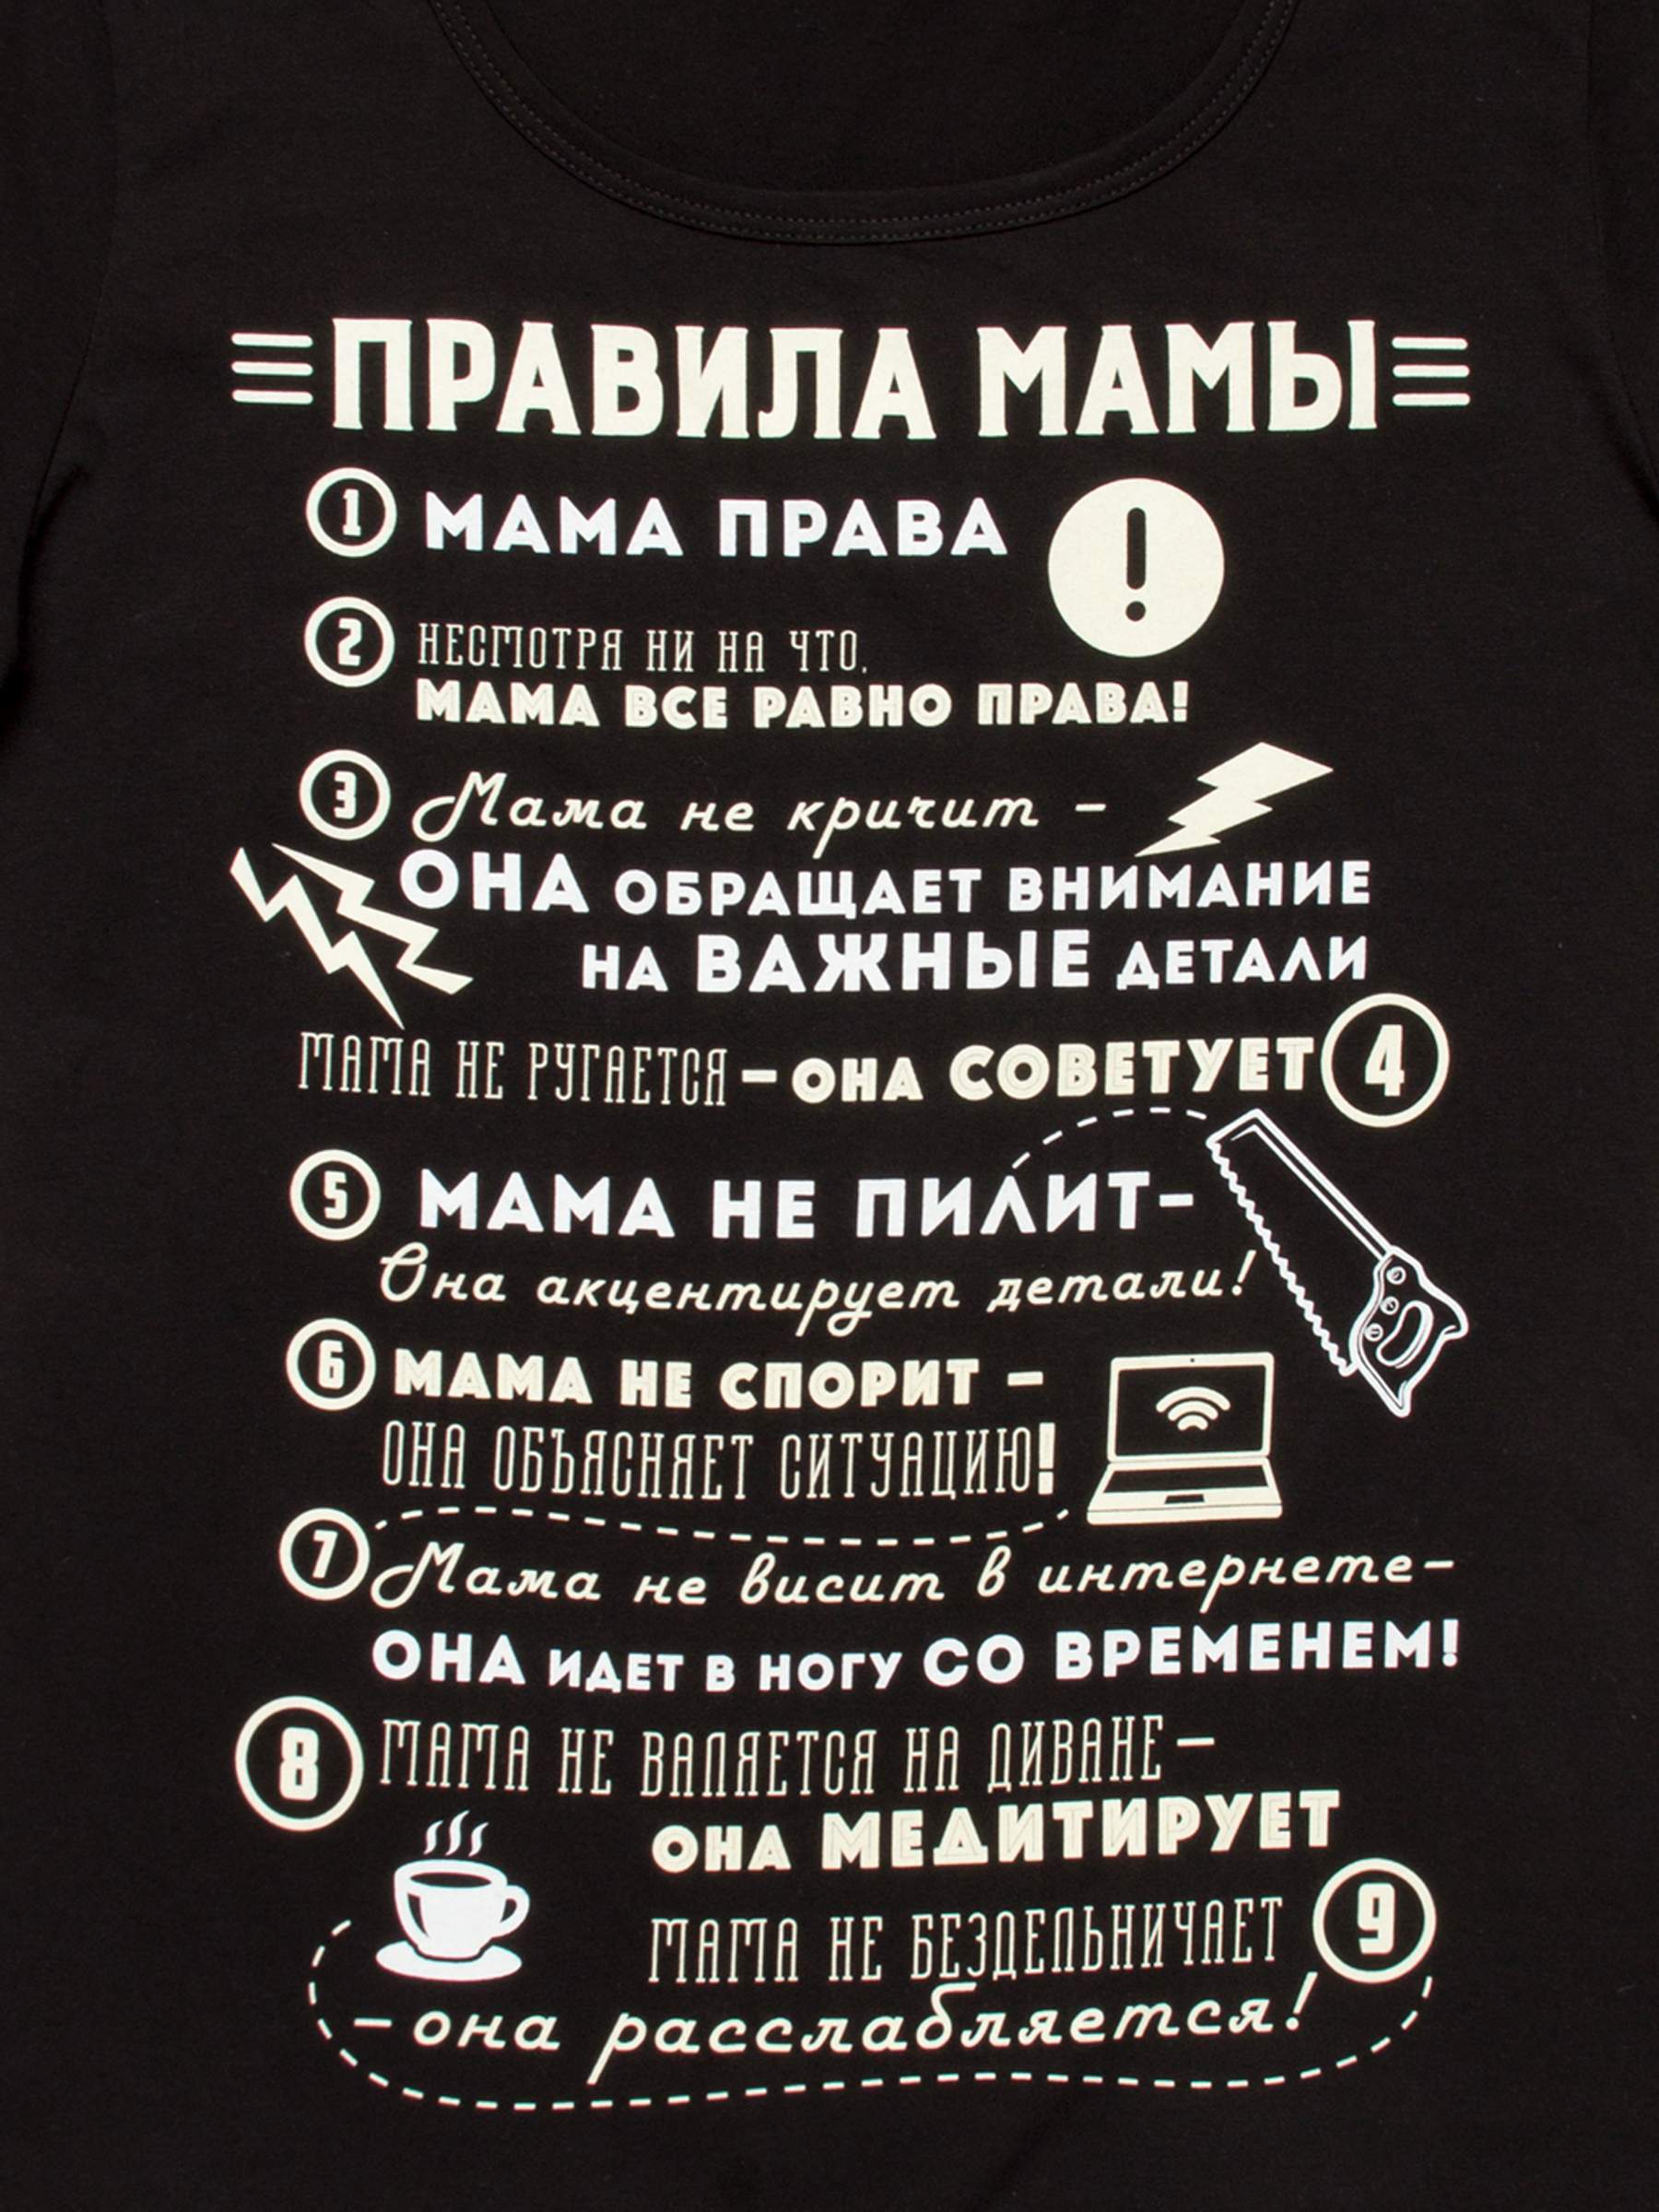 ПРАВИЛА МАМЫ
1 МАМА ПРАВА !
2 НЕСМОТРЯ НИ НА ЧТО,
МАМА ВСЕ РАВНО ПРАВА!
3 Мама не кричит –
ОНА ОБРАЩАЕТ ВНИМАНИЕ
НА ВАЖНЫЕ ДЕТАЛИ
МАМА НЕ РУГАЕТСЯ – ОНА СОВЕТУЕТ 4
5 МАМА НЕ ПИЛИТ-
Она акцентирует детали!
6 МАМА НЕ СПОРИТ –
ОНА ОБЪЯСНЯЕТ СИТУАЦИЮ!
7 Мама не висит в интернете-
ОНА ИДЕТ В НОГУ СО ВРЕМЕНЕМ!
8 МАМА НЕ ВАЛЯЕТСЯ НА ДИВАНЕ –
ОНА МЕДИТИРУЕТ
МАМА НЕ БЕЗДЕЛЬНИЧАЕТ 9
– она расслабляется!